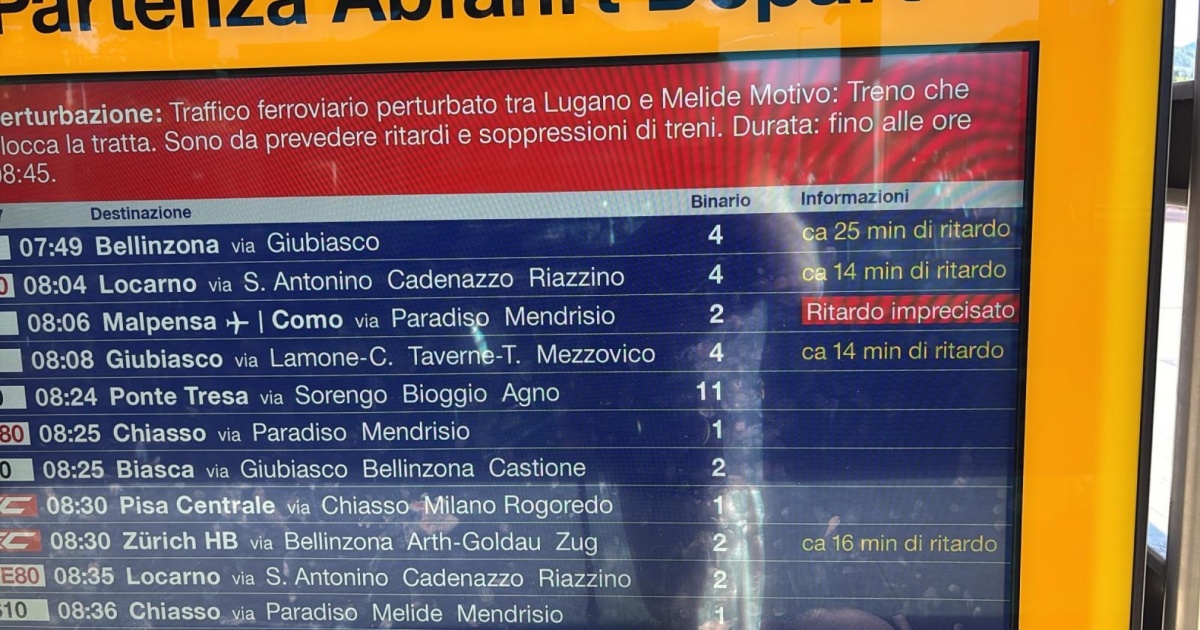 Partenza Abfahrt Départ
erturbazione: Traffico ferroviario perturbato tra Lugano e Melide Motivo: Treno che
locca la tratta. Sono da prevedere ritardi e soppressioni di treni. Durata: fino alle ore
8:45.
Destinazione Binario Informazioni
07:49 Bellinzona via Giubiasco 4 ca 25 min di ritardo
0 08:04 Locarno via S. Antonino Cadenazzo Riazzino 4 ca 14 min di ritardo
08:06 Malpensa ✈ | Como via Paradiso Mendrisio 2 Ritardo imprecisato
08:08 Giubiasco via Lamone-C. Taverne-T. Mezzovico 4 ca 14 min di ritardo
08:24 Ponte Tresa via Sorengo Bioggio Agno 11
80 08:25 Chiasso via Paradiso Mendrisio 1
0 08:25 Biasca via Giubiasco Bellinzona Castione 2
C 08:30 Pisa Centrale via Chiasso Milano Rogoredo 1
C 08:30 Zürich HB via Bellinzona Arth-Goldau Zug 2 ca 16 min di ritardo
E80 08:35 Locarno via S. Antonino Cadenazzo Riazzino 2
10 08:36 Chiasso via Paradiso Melide Mendrisio 1